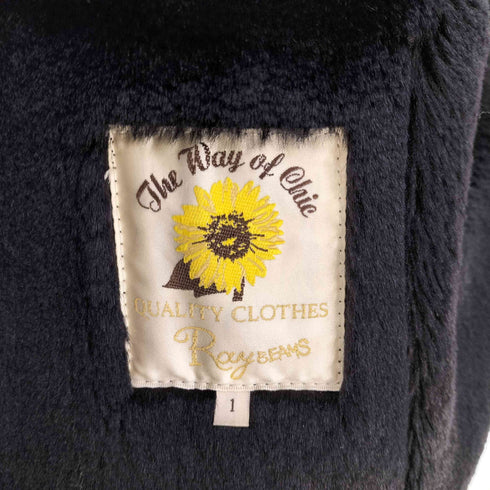 The Way of Chic
QUALITY CLOTHES
Ray BEAMS
1